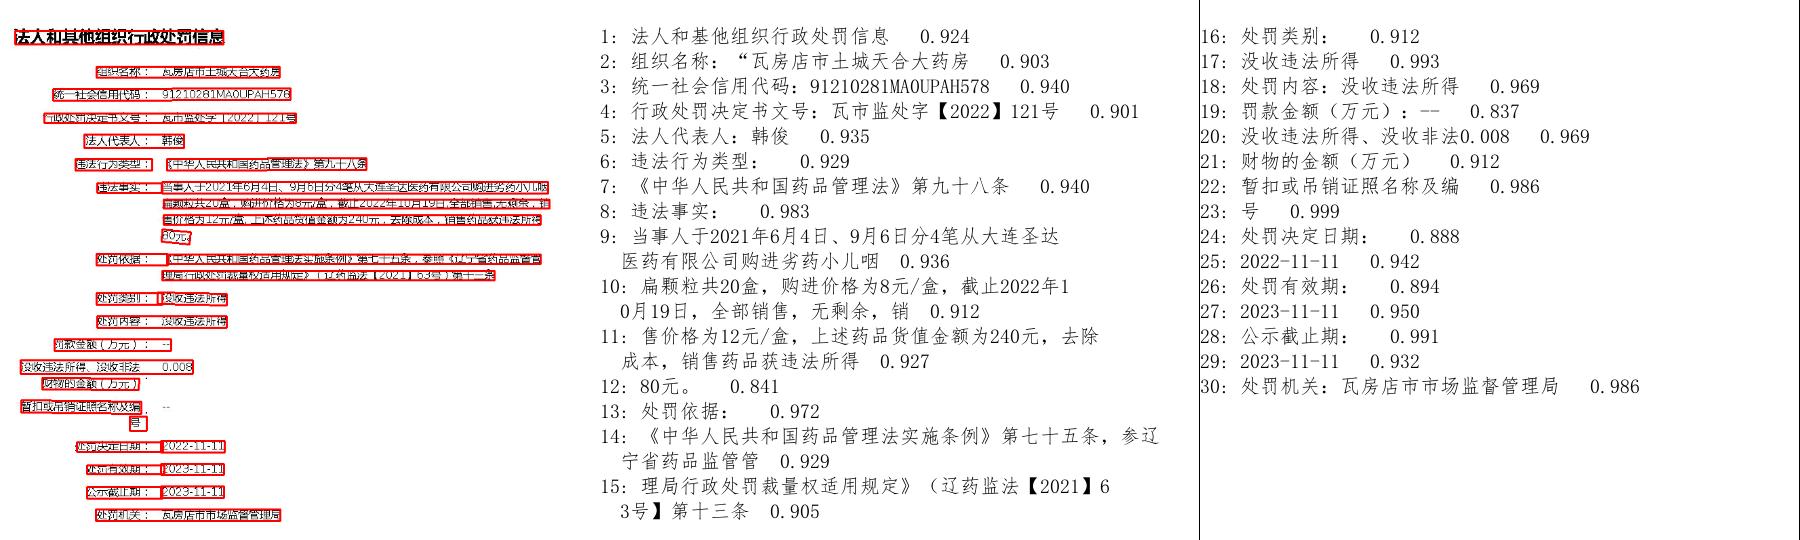 法人和其他组织行政处罚信息
组织名称： 瓦房店市土城天合大药房
统一社会信用代码： 91210281MA0UPAH578
行政处罚决定书文号： 瓦市监处字【2022】121号
法人代表人： 韩俊
违法行为类型： 《中华人民共和国药品管理法》第九十八条
违法事实： 当事人于2021年6月4日、9月6日分4笔从大连圣达医药有限公司购进劣药小儿咽
扁颗粒共20盒，购进价格为8元/盒，截止2022年10月19日,全部销售,无剩余，销
售价格为12元/盒,上述药品货值金额为240元，去除成本，销售药品获违法所得
80元。
处罚依据： 《中华人民共和国药品管理法实施条例》第七十五条，参照《辽宁省药品监管管
理局行政处罚裁量权适用规定》（辽药监法【2021】63号）第十三条
处罚类别： 没收违法所得
处罚内容： 没收违法所得
罚款金额（万元）： --
没收违法所得、没收非法 0.008
财物的金额（万元）
暂扣或吊销证照名称及编 --
号
处罚决定日期： 2022-11-11
处罚有效期： 2023-11-11
公示截止期： 2023-11-11
处罚机关： 瓦房店市市场监督管理局
1: 法人和基他组织行政处罚信息 0.924
2: 组织名称：“瓦房店市土城天合大药房 0.903
3: 统一社会信用代码：91210281MA0UPAH578 0.940
4: 行政处罚决定书文号：瓦市监处字【2022】121号 0.901
5: 法人代表人：韩俊 0.935
6: 违法行为类型： 0.929
7: 《中华人民共和国药品管理法》第九十八条 0.940
8: 违法事实： 0.983
9: 当事人于2021年6月4日、9月6日分4笔从大连圣达
医药有限公司购进劣药小儿咽 0.936
10: 扁颗粒共20盒，购进价格为8元/盒，截止2022年1
0月19日，全部销售，无剩余，销 0.912
11: 售价格为12元/盒，上述药品货值金额为240元，去除
成本，销售药品获违法所得 0.927
12: 80元。 0.841
13: 处罚依据： 0.972
14: 《中华人民共和国药品管理法实施条例》第七十五条，参辽
宁省药品监管管 0.929
15: 理局行政处罚裁量权适用规定》（辽药监法【2021】6
3号】第十三条 0.905
16: 处罚类别： 0.912
17: 没收违法所得 0.993
18: 处罚内容：没收违法所得 0.969
19: 罚款金额（万元）：-- 0.837
20: 没收违法所得、没收非法0.008 0.969
21: 财物的金额（万元） 0.912
22: 暂扣或吊销证照名称及编 0.986
23: 号 0.999
24: 处罚决定日期： 0.888
25: 2022-11-11 0.942
26: 处罚有效期： 0.894
27: 2023-11-11 0.950
28: 公示截止期： 0.991
29: 2023-11-11 0.932
30: 处罚机关：瓦房店市市场监督管理局 0.986